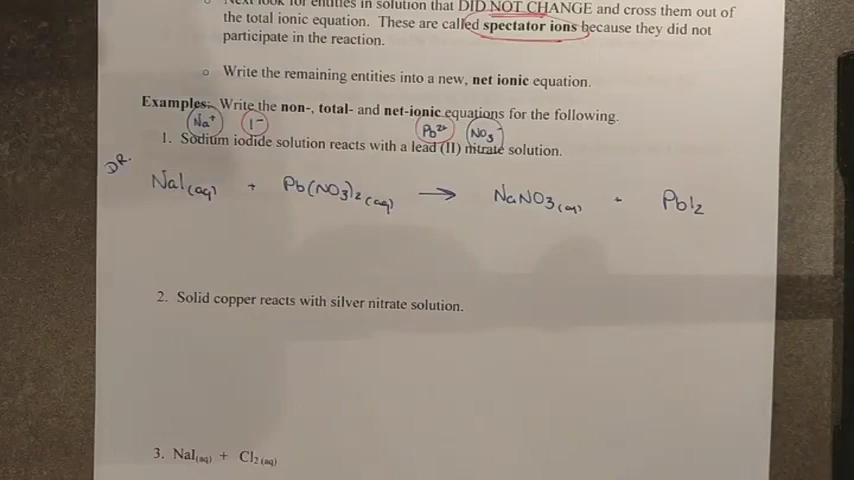 ○ Next look for entities in solution that DID NOT CHANGE and cross them out of
the total ionic equation. These are called spectator ions because they did not
participate in the reaction.
○ Write the remaining entities into a new, net ionic equation.
Examples: Write the non-, total- and net-ionic equations for the following.
Na⁺ I⁻ Pb²⁺ NO₃⁻
1. Sodium iodide solution reacts with a lead (II) nitrate solution.
DR.
NaI(aq) + Pb(NO₃)₂(aq) → NaNO₃(aq) + PbI₂
2. Solid copper reacts with silver nitrate solution.
3. NaI(aq) + Cl₂(aq)